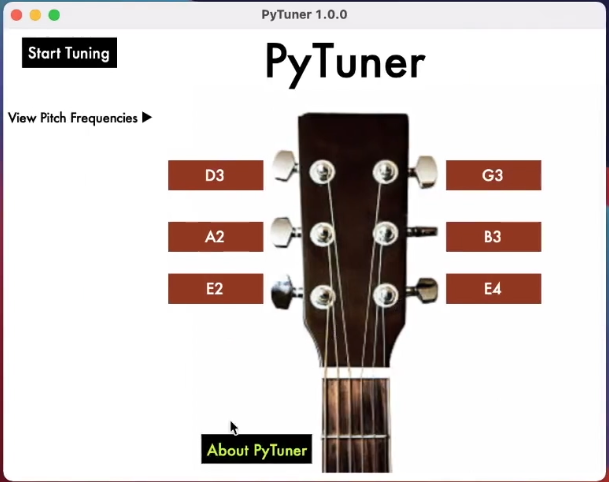 PyTuner 1.0.0
Start Tuning
PyTuner
View Pitch Frequencies ▶
D3
G3
A2
B3
E2
E4
About PyTuner